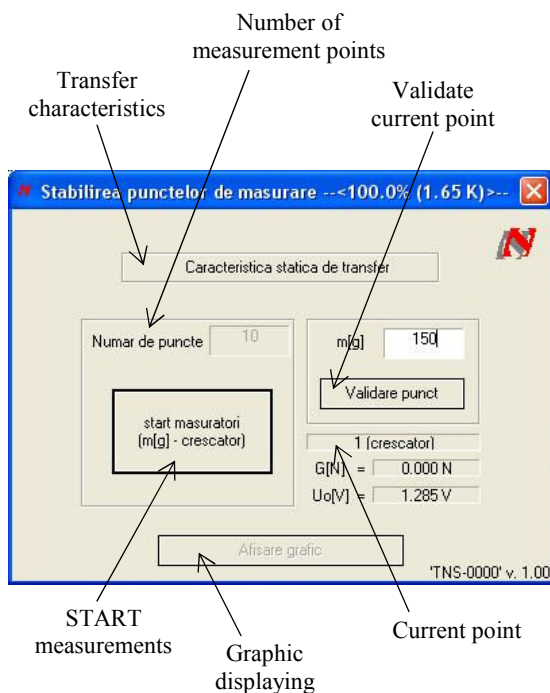 Number of
measurement points
Transfer
characteristics
Validate
current point
Stabilirea punctelor de masurare --<100.0% (1.65 K)>--
Caracteristica statica de transfer
Numar de puncte 10
m[g] 150
Validare punct
start masuratori
(m[g] - crescator)
1 (crescator)
G[N] = 0.000 N
Uo[V] = 1.285 V
Afisare grafic
'TNS-0000' v. 1.00
START
measurements
Current point
Graphic
displaying